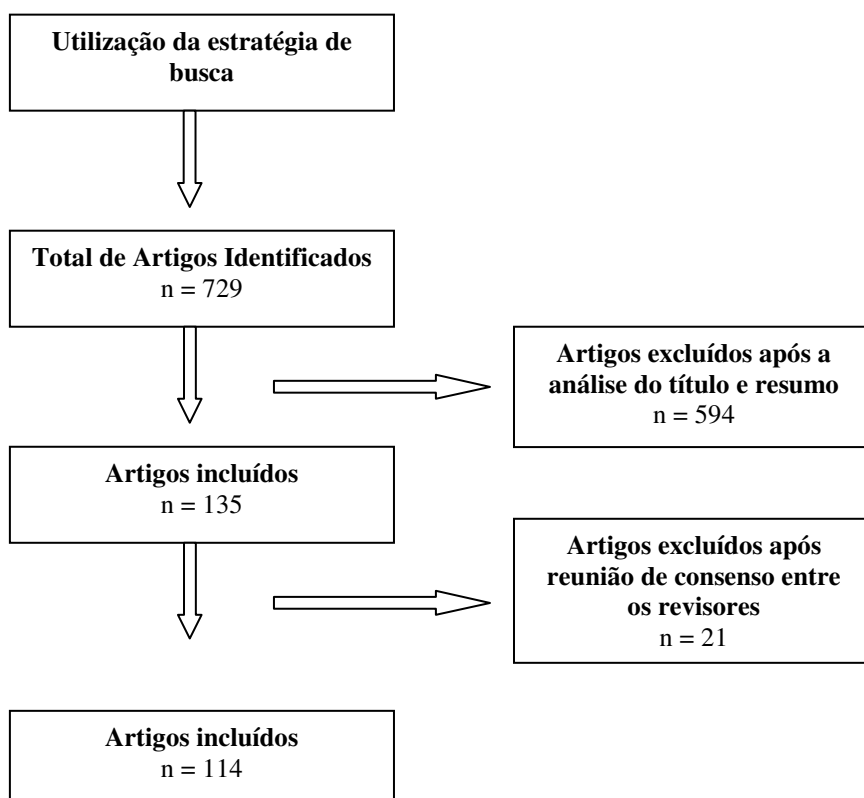 Utilização da estratégia de
busca
Total de Artigos Identificados
n = 729
Artigos excluídos após a
análise do título e resumo
n = 594
Artigos incluídos
n = 135
Artigos excluídos após
reunião de consenso entre
os revisores
n = 21
Artigos incluídos
n = 114